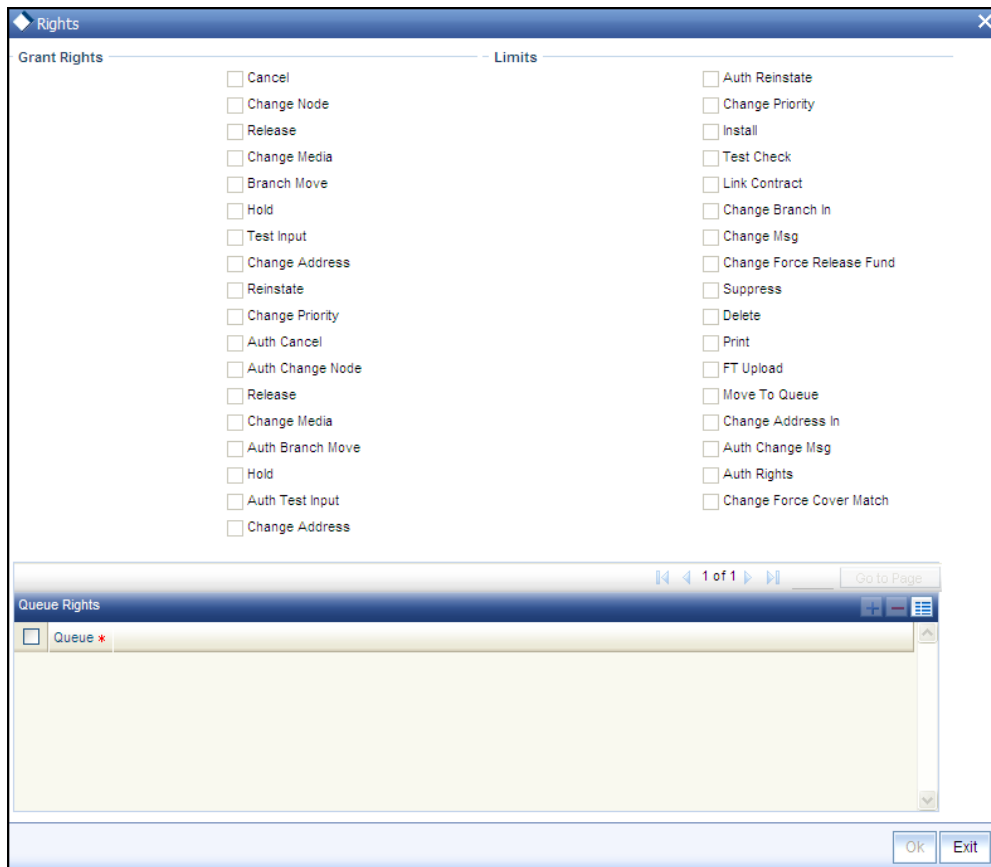 Rights
Grant Rights
Cancel
Change Node
Release
Change Media
Branch Move
Hold
Test Input
Change Address
Reinstate
Change Priority
Auth Cancel
Auth Change Node
Release
Change Media
Auth Branch Move
Hold
Auth Test Input
Change Address
Limits
Auth Reinstate
Change Priority
Install
Test Check
Link Contract
Change Branch In
Change Msg
Change Force Release Fund
Suppress
Delete
Print
FT Upload
Move To Queue
Change Address In
Auth Change Msg
Auth Rights
Change Force Cover Match
1 of 1 Go to Page
Queue Rights
Queue *
Ok Exit